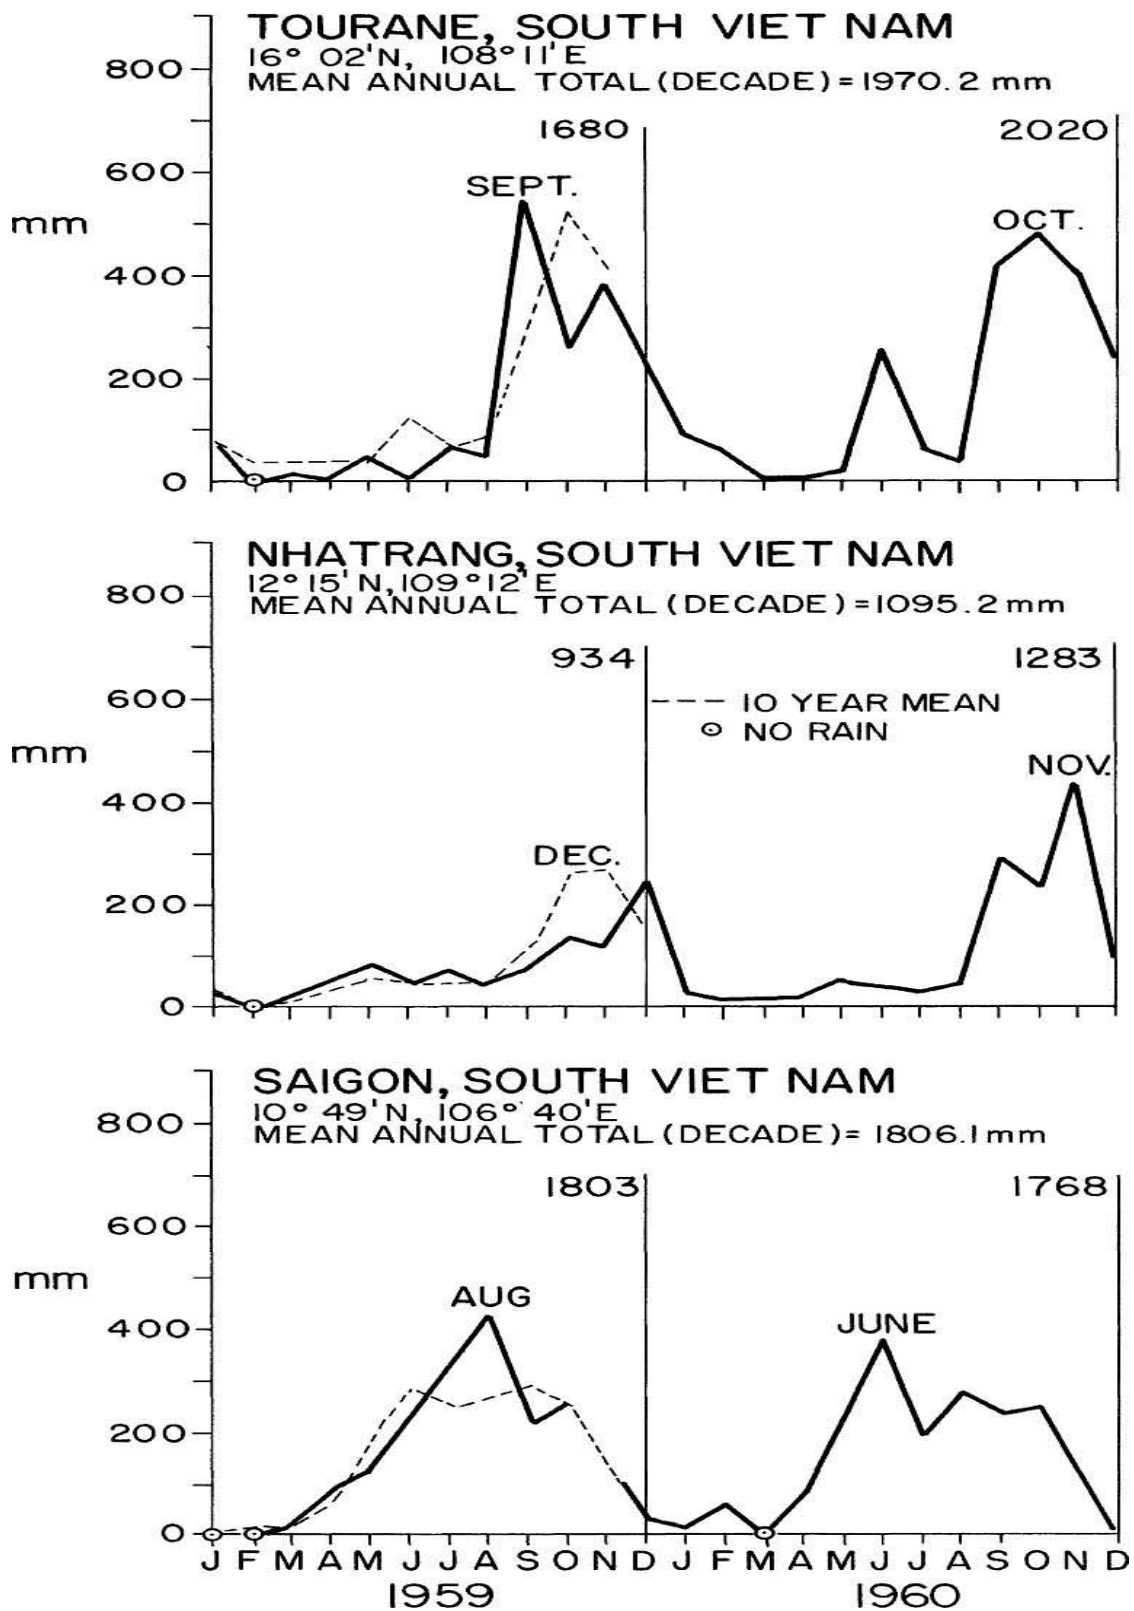 TOURANE, SOUTH VIET NAM
16° 02'N, 108°11'E
MEAN ANNUAL TOTAL (DECADE) = 1970.2 mm
800
1680
2020
600
SEPT.
OCT.
mm
400
200
0
NHATRANG, SOUTH VIET NAM
12° 15' N, 109°12'E
MEAN ANNUAL TOTAL (DECADE) = 1095.2 mm
800
934
1283
600
--- 10 YEAR MEAN
⊙ NO RAIN
mm
NOV.
400
DEC.
200
0
SAIGON, SOUTH VIET NAM
10° 49'N, 106° 40'E
MEAN ANNUAL TOTAL (DECADE) = 1806.1 mm
800
1803
1768
600
mm
AUG
400
JUNE
200
0
J F M A M J J A S O N D J F M A M J J A S O N D
1959 1960